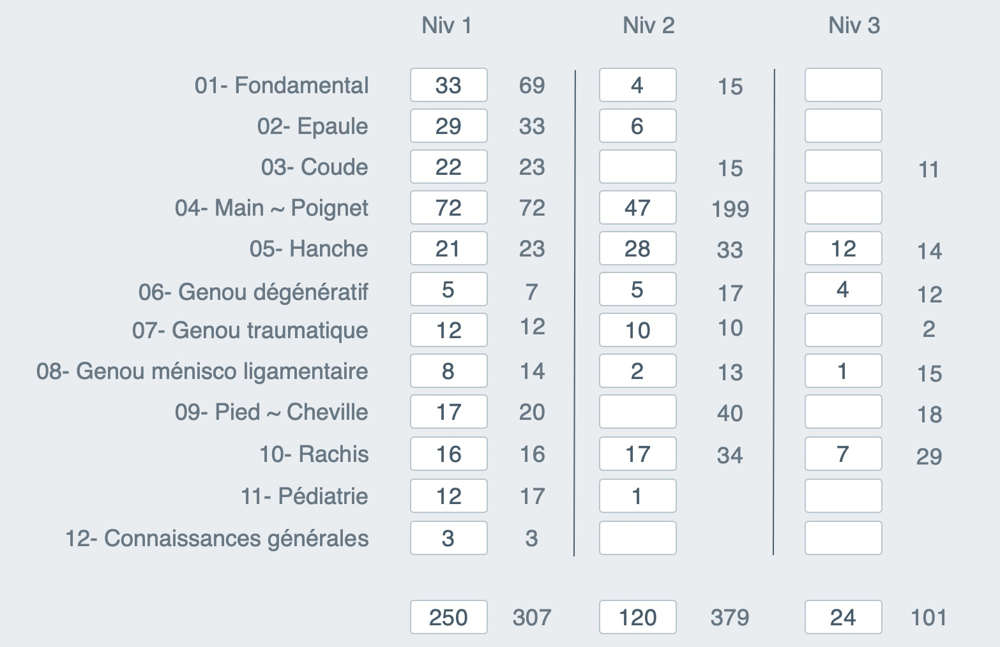 Niv 1 Niv 2 Niv 3
01- Fondamental 33 69 4 15
02- Epaule 29 33 6
03- Coude 22 23 15 11
04- Main ~ Poignet 72 72 47 199
05- Hanche 21 23 28 33 12 14
06- Genou dégénératif 5 7 5 17 4 12
07- Genou traumatique 12 12 10 10 2
08- Genou ménisco ligamentaire 8 14 2 13 1 15
09- Pied ~ Cheville 17 20 40 18
10- Rachis 16 16 17 34 7 29
11- Pédiatrie 12 17 1
12- Connaissances générales 3 3
250 307 120 379 24 101